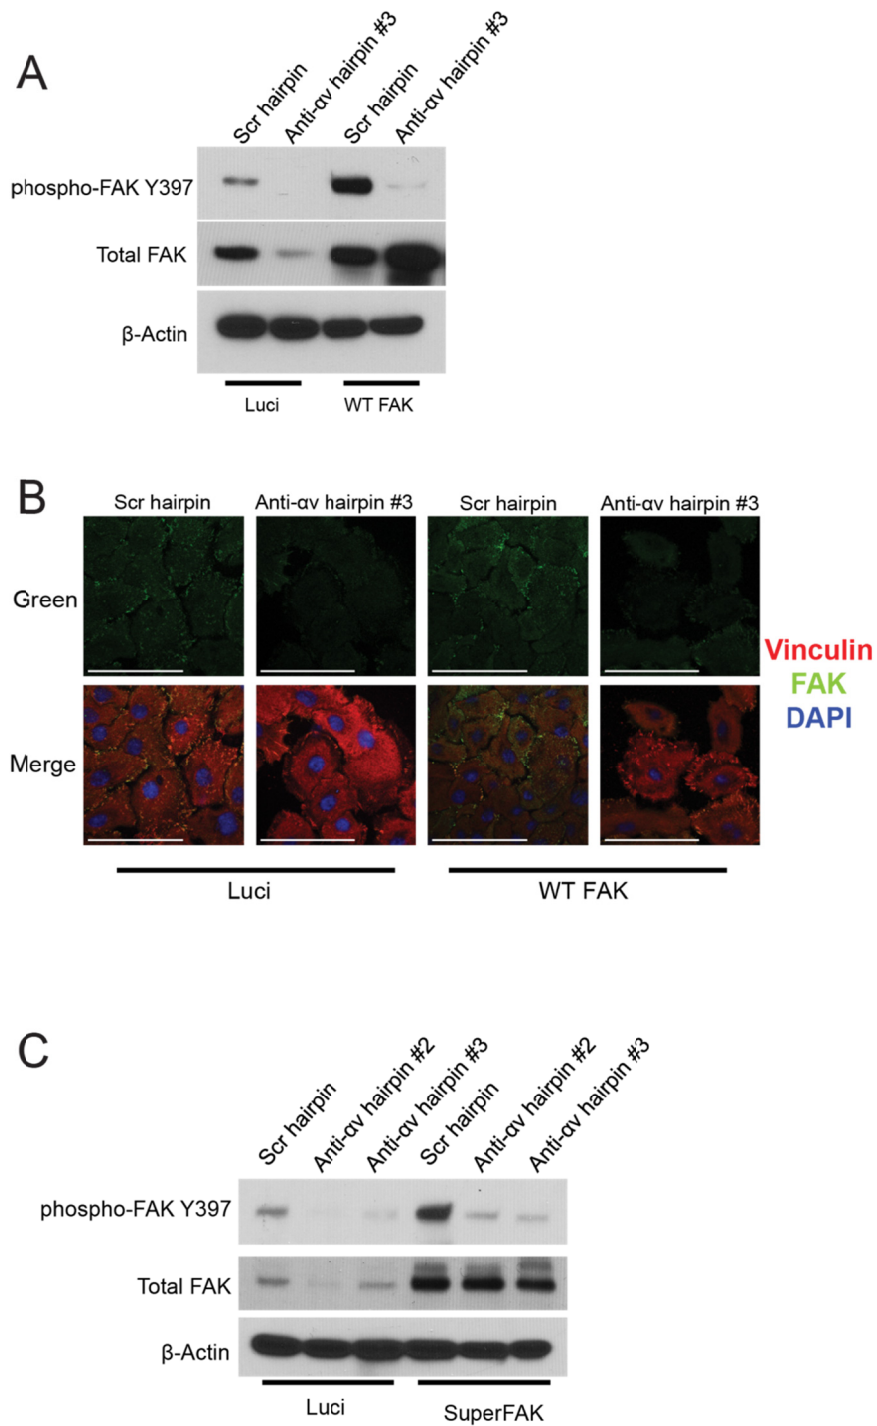 A
Scr hairpin
Anti-αv hairpin #3
Scr hairpin
Anti-αv hairpin #3
phospho-FAK Y397
Total FAK
β-Actin
Luci
WT FAK
B
Scr hairpin
Anti-αv hairpin #3
Scr hairpin
Anti-αv hairpin #3
Green
Merge
Vinculin
FAK
DAPI
Luci
WT FAK
C
Scr hairpin
Anti-αv hairpin #2
Anti-αv hairpin #3
Scr hairpin
Anti-αv hairpin #2
Anti-αv hairpin #3
phospho-FAK Y397
Total FAK
β-Actin
Luci
SuperFAK